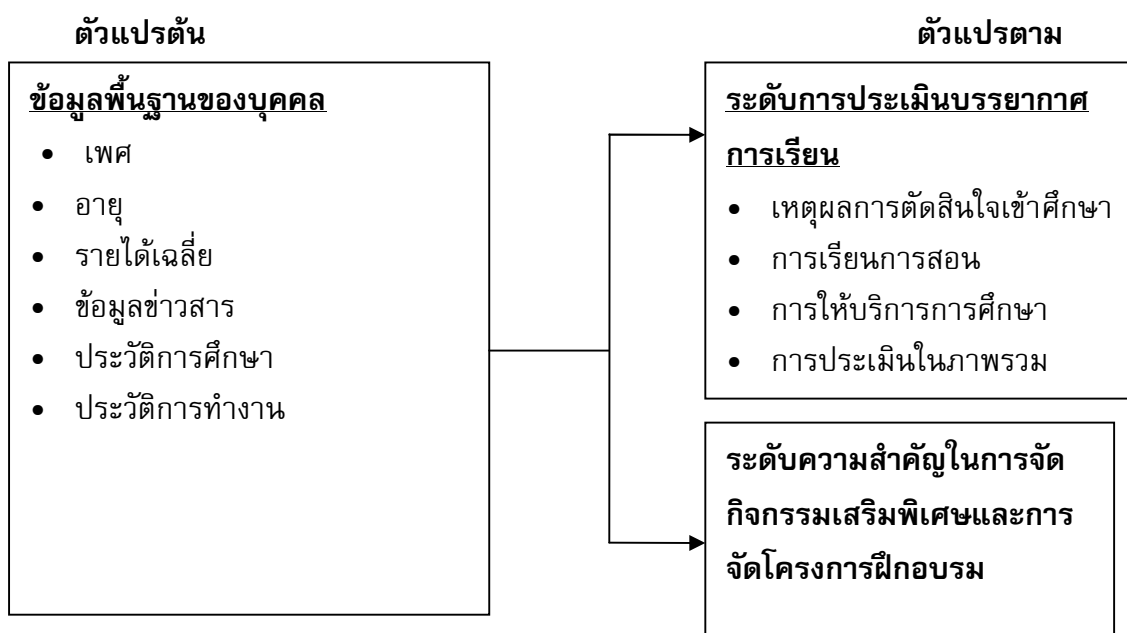 ตัวแปรต้น
ตัวแปรตาม
ข้อมูลพื้นฐานของบุคคล
• เพศ
• อายุ
• รายได้เฉลี่ย
• ข้อมูลข่าวสาร
• ประวัติการศึกษา
• ประวัติการทำงาน
ระดับการประเมินบรรยากาศ
การเรียน
• เหตุผลการตัดสินใจเข้าศึกษา
• การเรียนการสอน
• การให้บริการการศึกษา
• การประเมินในภาพรวม
ระดับความสำคัญในการจัด
กิจกรรมเสริมพิเศษและการ
จัดโครงการฝึกอบรม